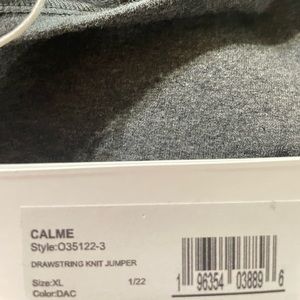 CALME
Style:O35122-3
DRAWSTRING KNIT JUMPER
Size:XL 1/22
Color:DAC
1 96354 03889 6